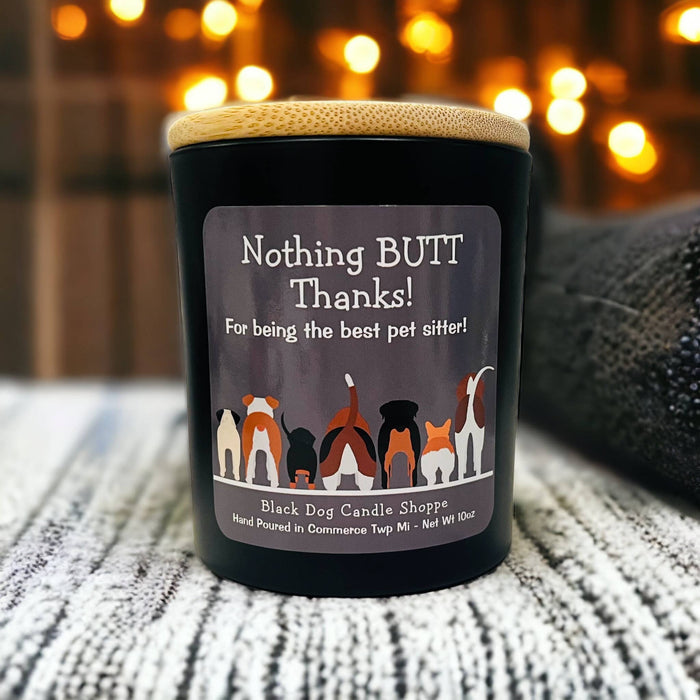 Nothing BUTT
Thanks!
For being the best pet sitter!
Black Dog Candle Shoppe
Hand Poured in Commerce Twp Mi - Net Wt 10oz